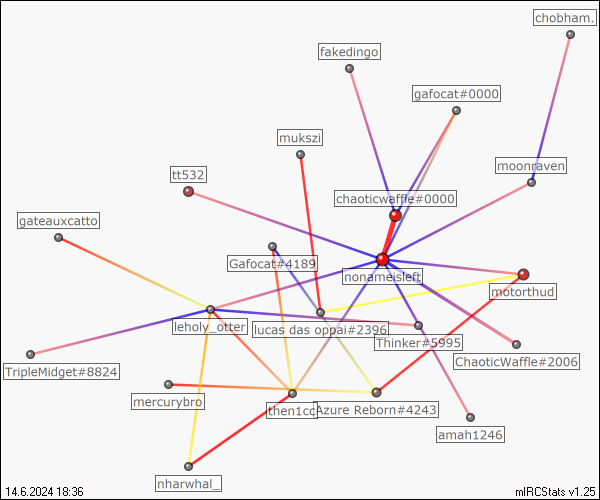 chobham.
fakedingo
gafocat#0000
mukszi
moonraven
tt532
chaoticwaffle#0000
gateauxcatto
Gafocat#4189
nonameisleft
motorthud
leholy_otter
lucas das oppai#2396
Thinker#5995
ChaoticWaffle#2006
TripleMidget#8824
mercurybro
then1cc
Azure Reborn#4243
amah1246
nharwhal_
14.6.2024 18:36
mIRCStats v1.25